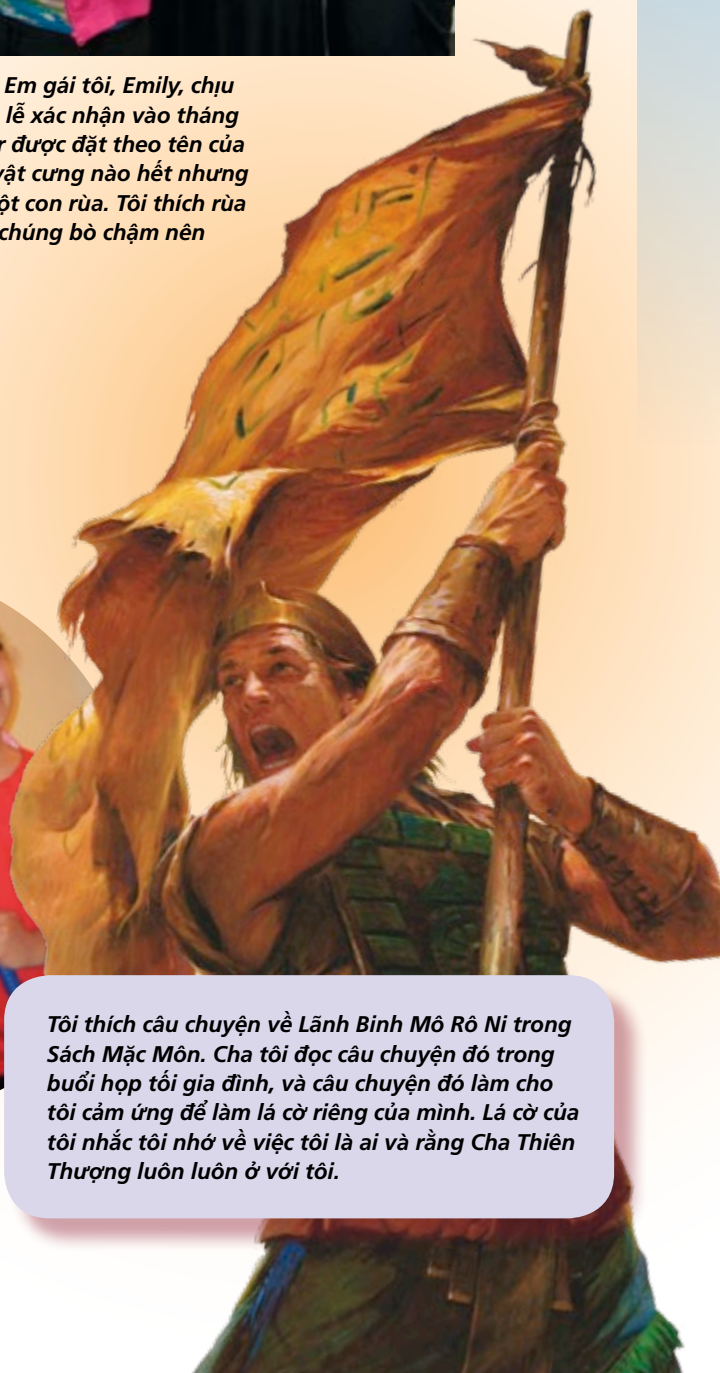 Em gái tôi, Emily, chịu
lễ xác nhận vào tháng
được đặt theo tên của
vật cưng nào hết nhưng
một con rùa. Tôi thích rùa
chúng bò chậm nên
Tôi thích câu chuyện về Lãnh Binh Mô Rô Ni trong
Sách Mặc Môn. Cha tôi đọc câu chuyện đó trong
buổi họp tối gia đình, và câu chuyện đó làm cho
tôi cảm ứng để làm lá cờ riêng của mình. Lá cờ của
tôi nhắc tôi nhớ về việc tôi là ai và rằng Cha Thiên
Thượng luôn luôn ở với tôi.